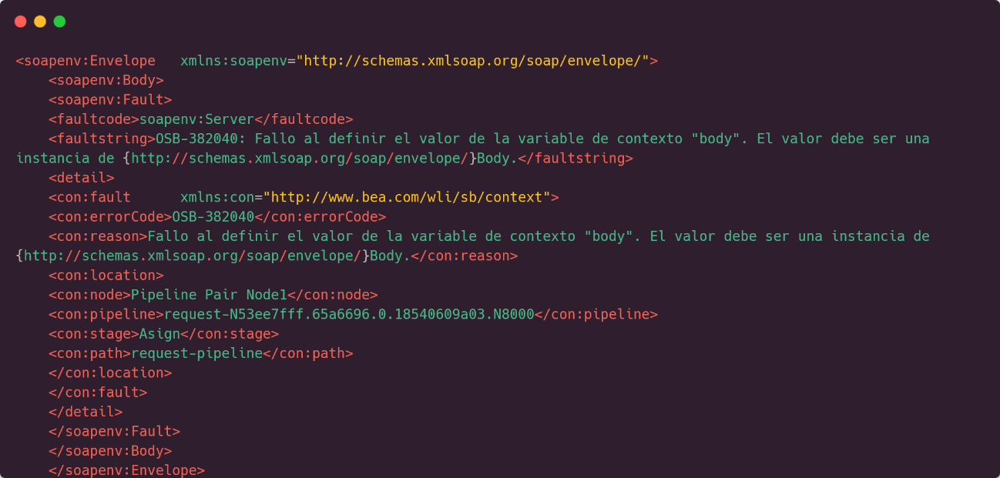 <soapenv:Envelope   xmlns:soapenv="http://schemas.xmlsoap.org/soap/envelope/">
    <soapenv:Body>
    <soapenv:Fault>
    <faultcode>soapenv:Server</faultcode>
    <faultstring>OSB-382040: Fallo al definir el valor de la variable de contexto "body". El valor debe ser una
instancia de {http://schemas.xmlsoap.org/soap/envelope/}Body.</faultstring>
    <detail>
    <con:fault      xmlns:con="http://www.bea.com/wli/sb/context">
    <con:errorCode>OSB-382040</con:errorCode>
    <con:reason>Fallo al definir el valor de la variable de contexto "body". El valor debe ser una instancia de
{http://schemas.xmlsoap.org/soap/envelope/}Body.</con:reason>
    <con:location>
    <con:node>Pipeline Pair Node1</con:node>
    <con:pipeline>request-N53ee7fff.65a6696.0.18540609a03.N8000</con:pipeline>
    <con:stage>Asign</con:stage>
    <con:path>request-pipeline</con:path>
    </con:location>
    </con:fault>
    </detail>
    </soapenv:Fault>
    </soapenv:Body>
    </soapenv:Envelope>